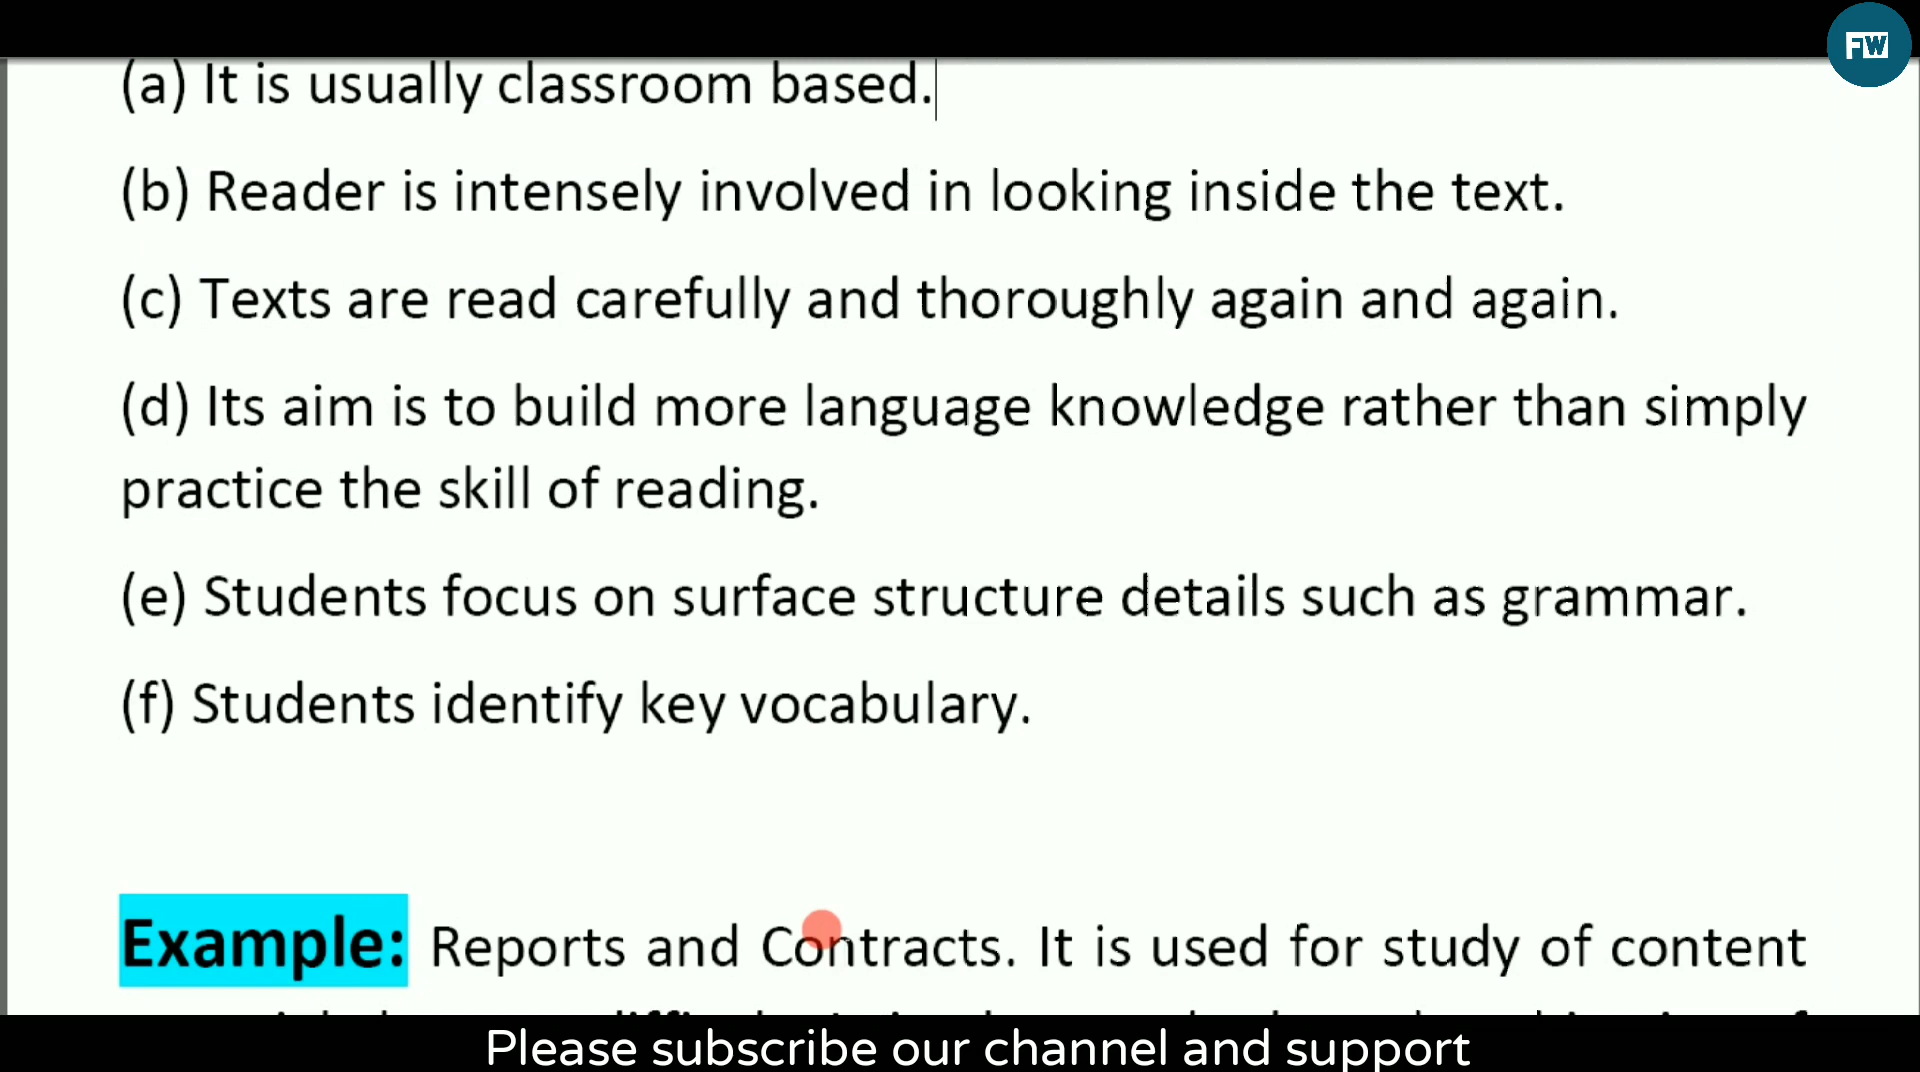 FW
(a) It is usually classroom based.
(b) Reader is intensely involved in looking inside the text.
(c) Texts are read carefully and thoroughly again and again.
(d) Its aim is to build more language knowledge rather than simply
practice the skill of reading.
(e) Students focus on surface structure details such as grammar.
(f) Students identify key vocabulary.
Example: Reports and Contracts. It is used for study of content
Please subscribe our channel and support